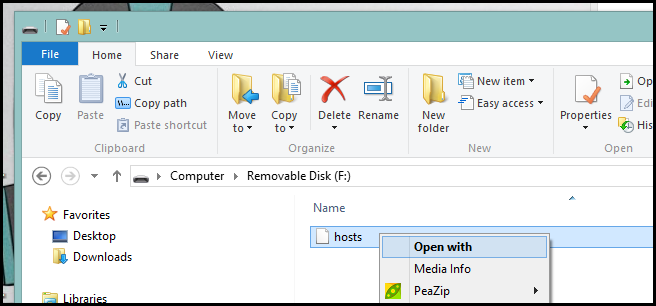 File Home Share View
Cut
Copy path
Paste shortcut
Copy Paste
Clipboard
Move to
Copy to
Delete
Rename
Organize
New folder
New item
Easy access
New
Properties
Op
Edi
His
Open
Computer Removable Disk (F:)
Favorites
Desktop
Downloads
Libraries
Name
hosts
Open with
Media Info
PeaZip